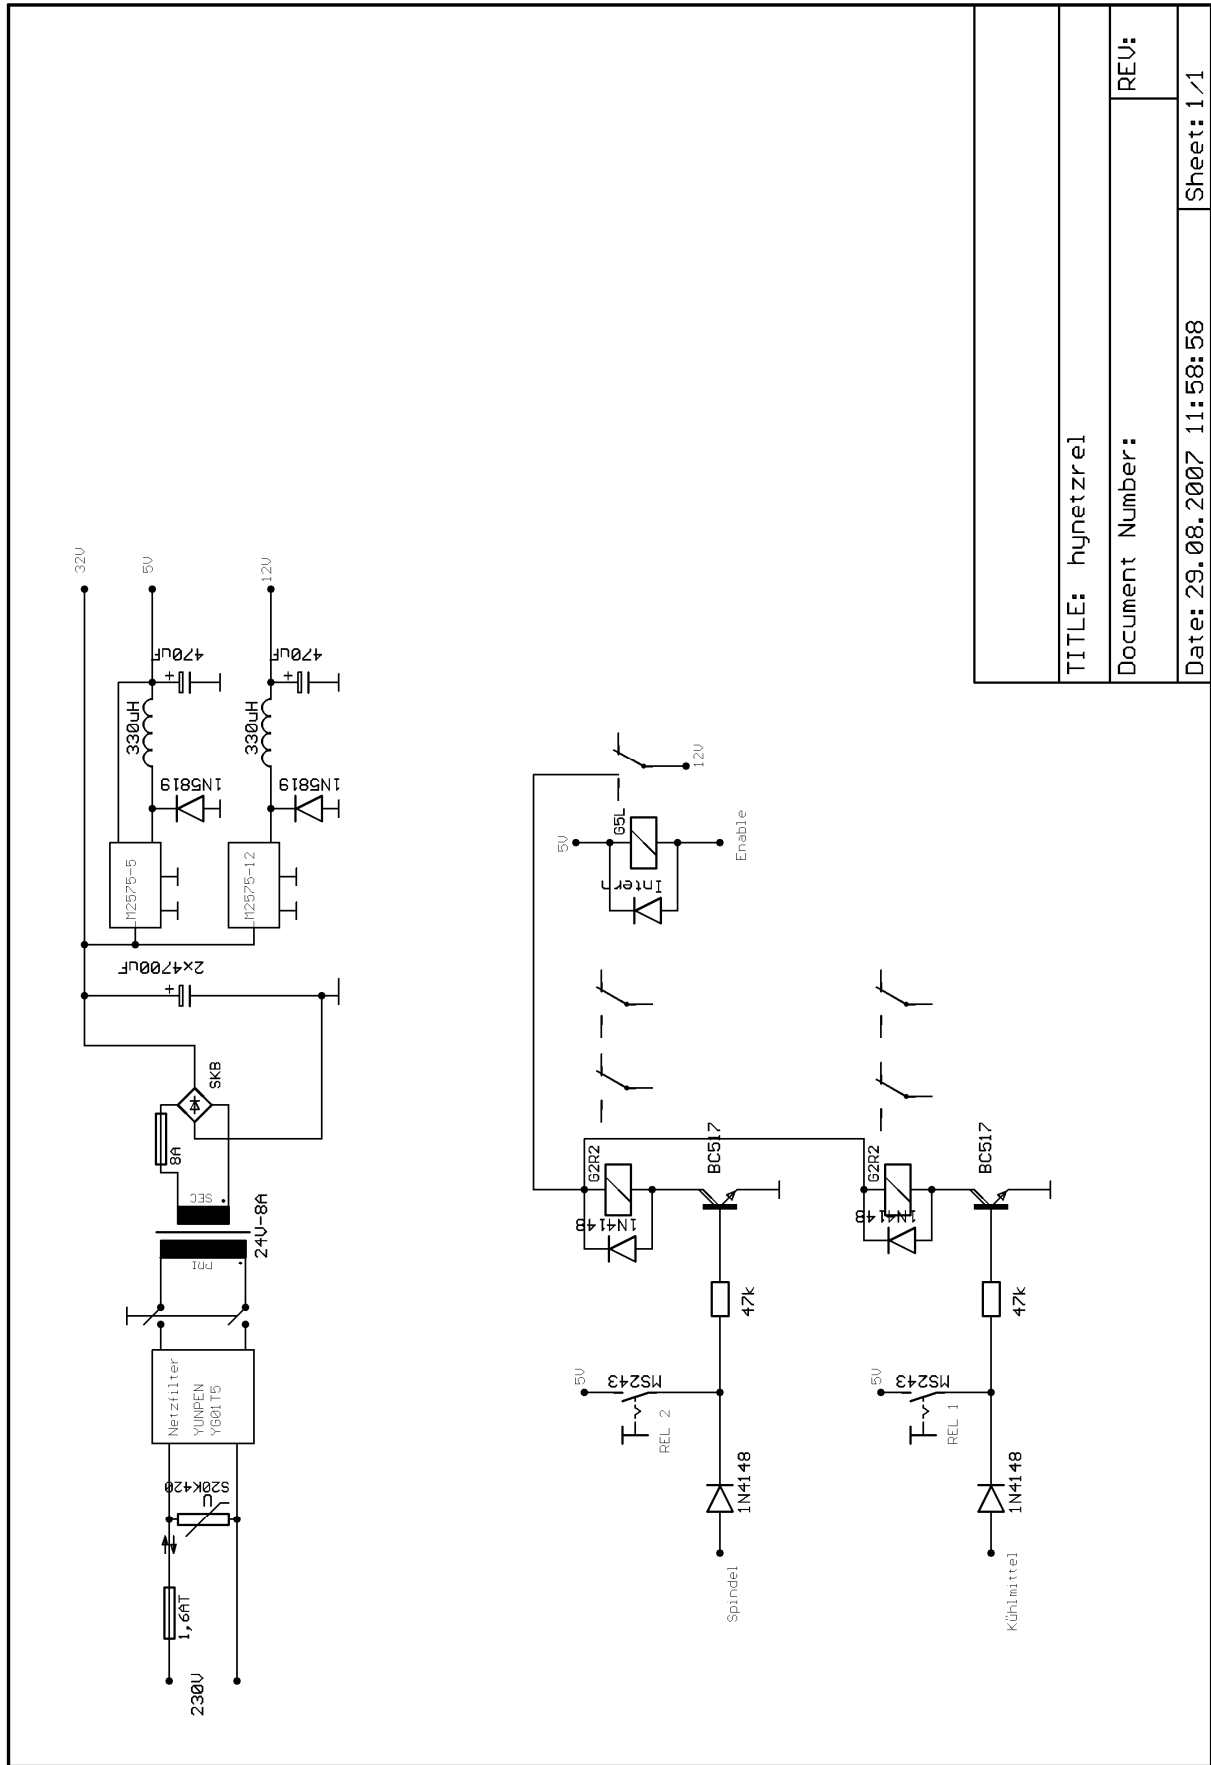 230V
1,6AT
S20K420
U
Netzfilter
YUNPEN
YG01T5
PRI
SEC
24V-8A
8A
SKB
2x4700uF
LM2575-5
LM2575-12
1N5819
1N5819
330uH
330uH
+
470uF
+
470uF
+
32V
5V
12V
Spindel
1N4148
REL 2
MS243
5V
47k
1N4148
G2R2
BC517
Intern
5V
G5L
Enable
12V
Kühlmittel
1N4148
REL 1
MS243
5V
47k
1N4148
G2R2
BC517
TITLE: hynetzrel
Document Number:
REV:
Date: 29.08.2007 11:58:58
Sheet: 1/1